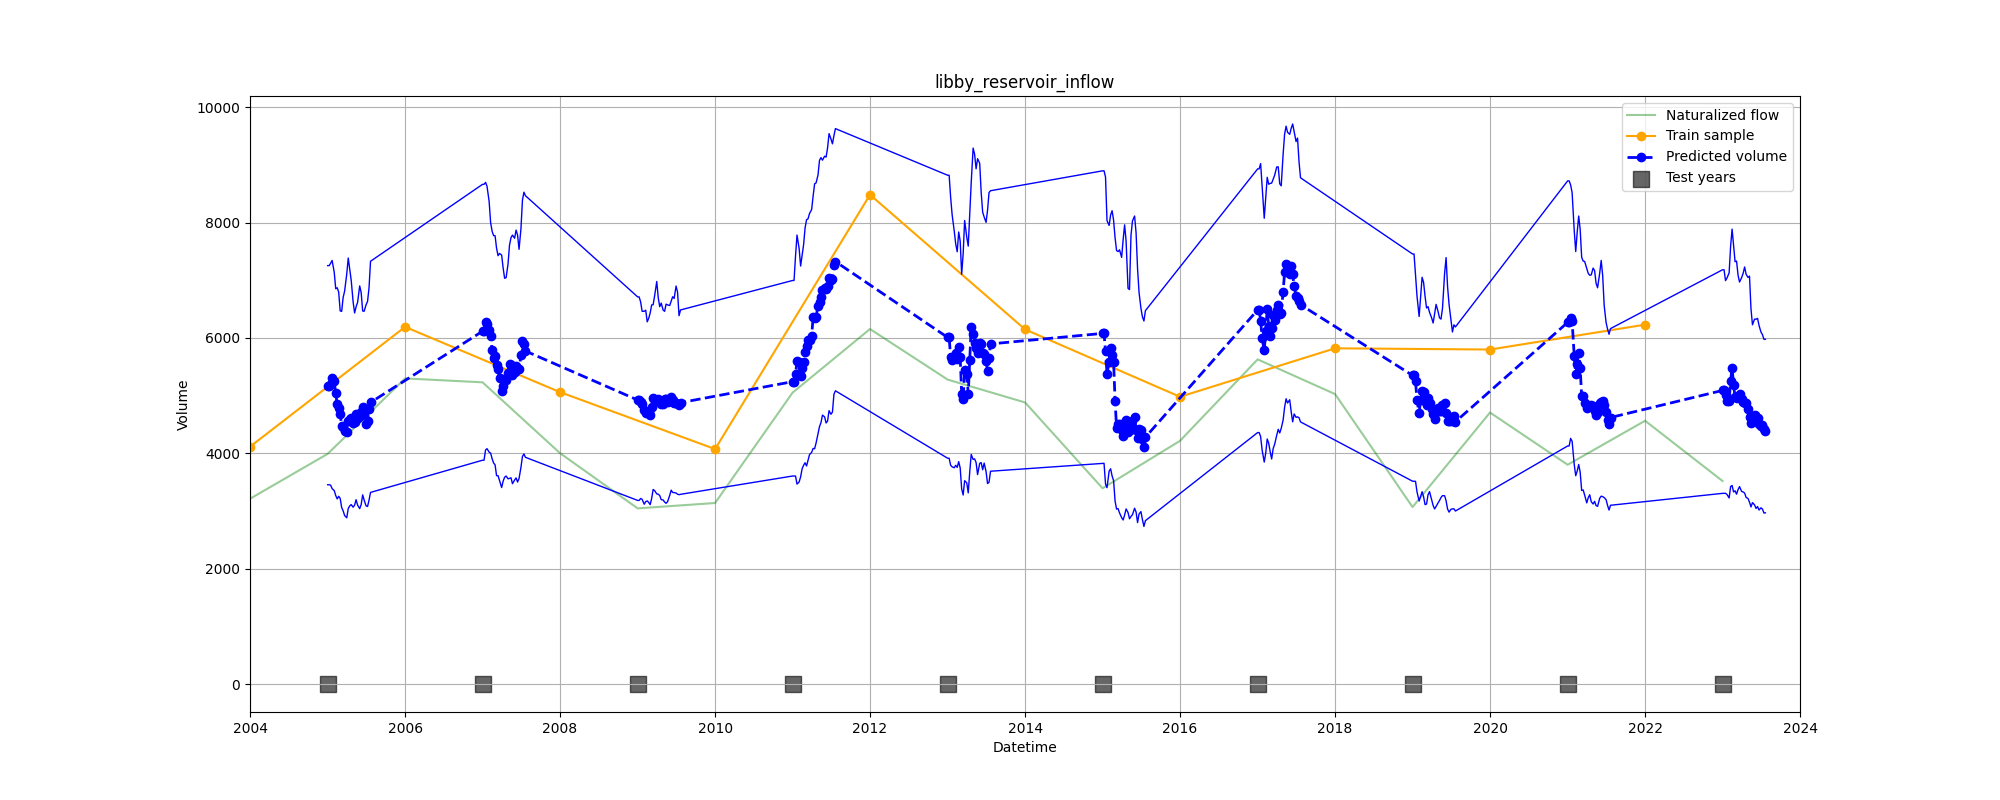 libby_reservoir_inflow
10000
8000
6000
4000
2000
0
Volume
Naturalized flow
Train sample
Predicted volume
Test years
2004 2006 2008 2010 2012 2014 2016 2018 2020 2022 2024
Datetime